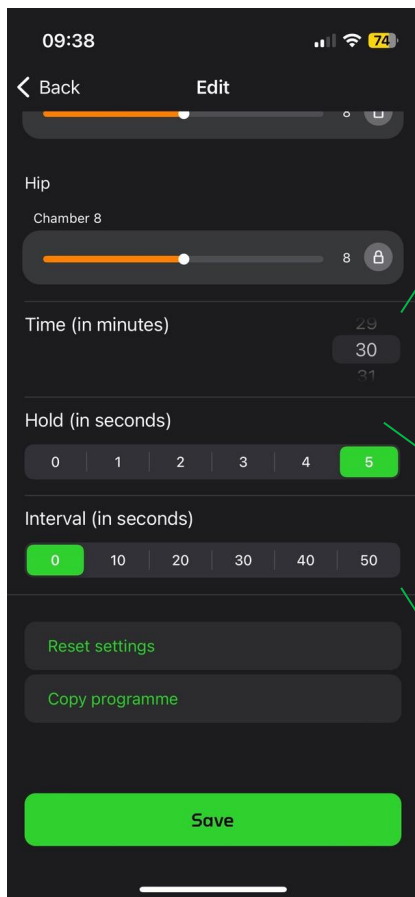 09:38
74
Back
Edit
8
Hip
Chamber 8
8
Time (in minutes)
29
30
31
Hold (in seconds)
0 1 2 3 4 5
Interval (in seconds)
0 10 20 30 40 50
Reset settings
Copy programme
Save